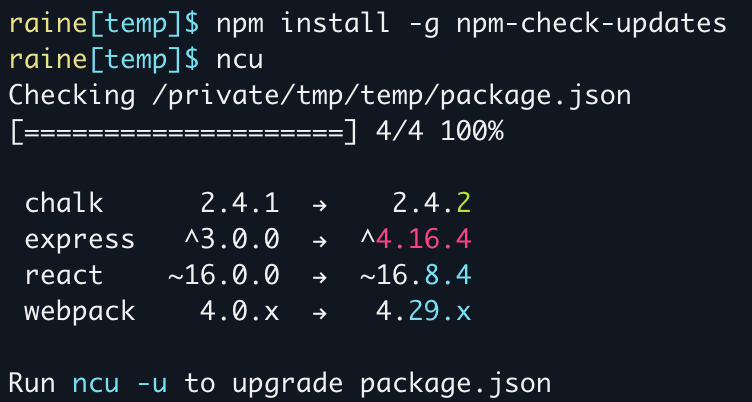 raine[temp]$ npm install -g npm-check-updates
raine[temp]$ ncu
Checking /private/tmp/temp/package.json
[====================] 4/4 100%
chalk 2.4.1 → 2.4.2
express ^3.0.0 → ^4.16.4
react ~16.0.0 → ~16.8.4
webpack 4.0.x → 4.29.x
Run ncu -u to upgrade package.json